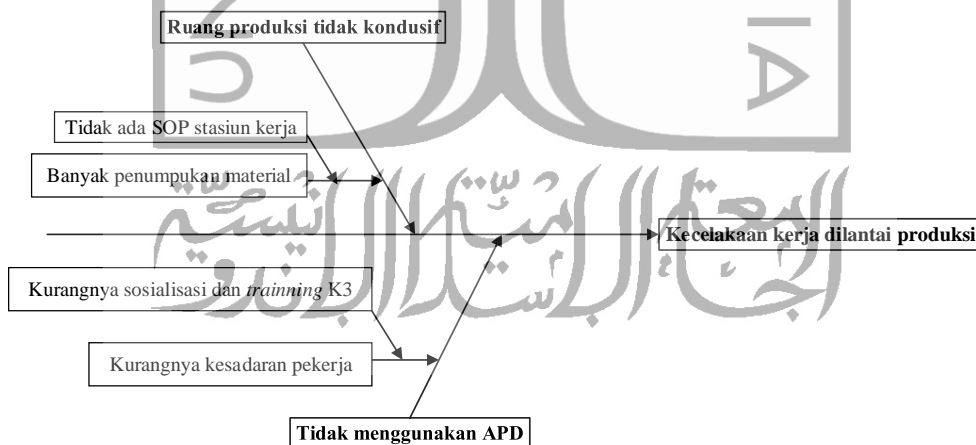 Ruang produksi tidak kondusif
Tidak ada SOP stasiun kerja
Banyak penumpukan material
Kecelakaan kerja dilantai produksi
Kurangnya sosialisasi dan trainning K3
Kurangnya kesadaran pekerja
Tidak menggunakan APD